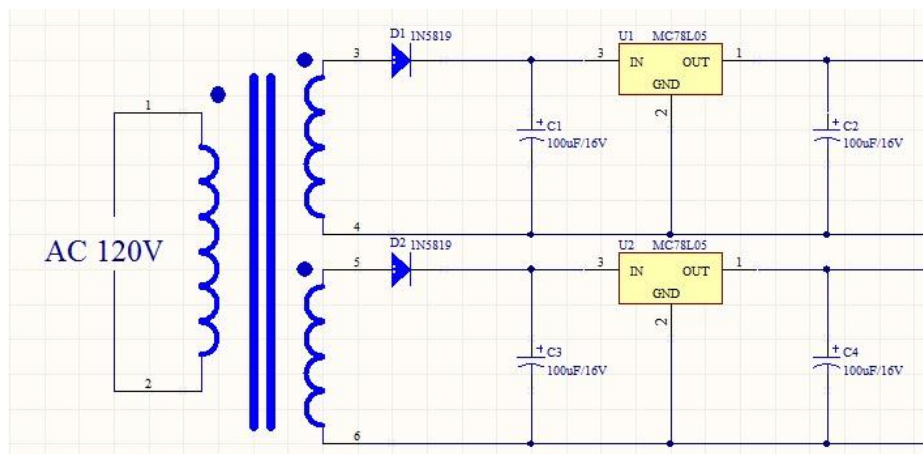 D1 1N5819
U1 MC78L05
3
3
IN OUT
1
GND
1
2
C1
100uF/16V
C2
100uF/16V
AC 120V
4
D2 1N5819
U2 MC78L05
5
3
IN OUT
1
GND
2
C3
100uF/16V
C4
100uF/16V
2
6